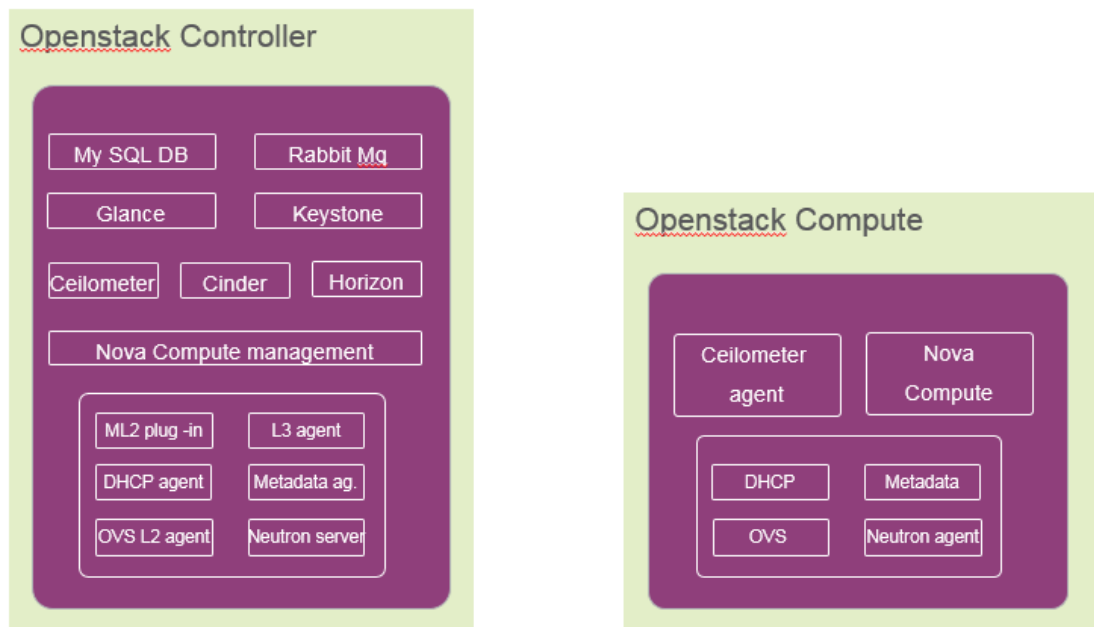 Openstack Controller
My SQL DB
Rabbit Mq
Glance
Keystone
Ceilometer
Cinder
Horizon
Nova Compute management
ML2 plug -in
L3 agent
DHCP agent
Metadata ag.
OVS L2 agent
Neutron server
Openstack Compute
Ceilometer
agent
Nova
Compute
DHCP
Metadata
OVS
Neutron agent